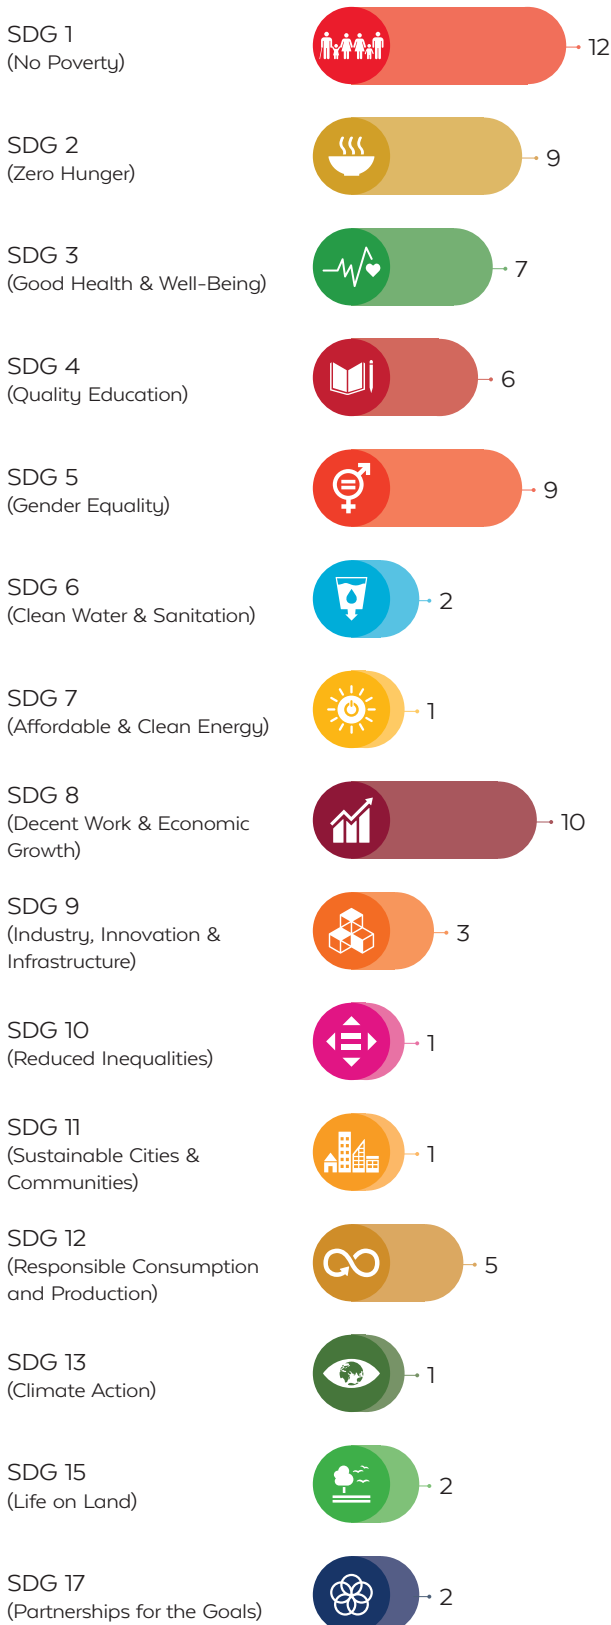 SDG 1
(No Poverty)
12
SDG 2
(Zero Hunger)
9
SDG 3
(Good Health & Well-Being)
7
SDG 4
(Quality Education)
6
SDG 5
(Gender Equality)
9
SDG 6
(Clean Water & Sanitation)
2
SDG 7
(Affordable & Clean Energy)
1
SDG 8
(Decent Work & Economic
Growth)
10
SDG 9
(Industry, Innovation &
Infrastructure)
3
SDG 10
(Reduced Inequalities)
1
SDG 11
(Sustainable Cities &
Communities)
1
SDG 12
(Responsible Consumption
and Production)
5
SDG 13
(Climate Action)
1
SDG 15
(Life on Land)
2
SDG 17
(Partnerships for the Goals)
2